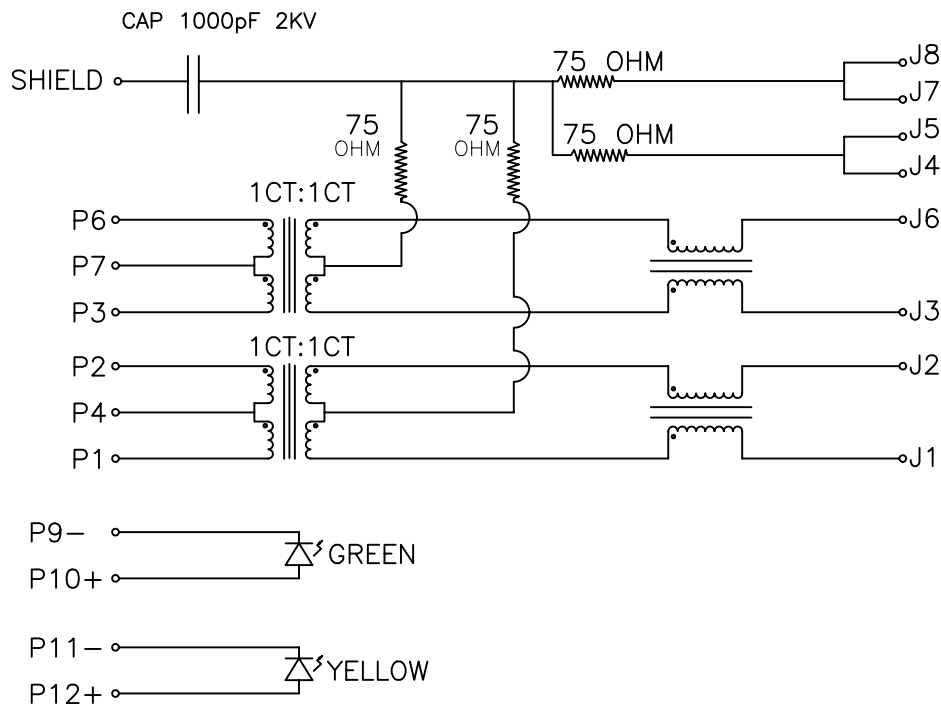 CAP 1000pF 2KV
SHIELD
75 OHM
J8
J7
75
OHM
75
OHM
75 OHM
J5
J4
1CT:1CT
P6
J6
P7
P3
J3
1CT:1CT
P2
J2
P4
P1
J1
P9-
GREEN
P10+
P11-
YELLOW
P12+